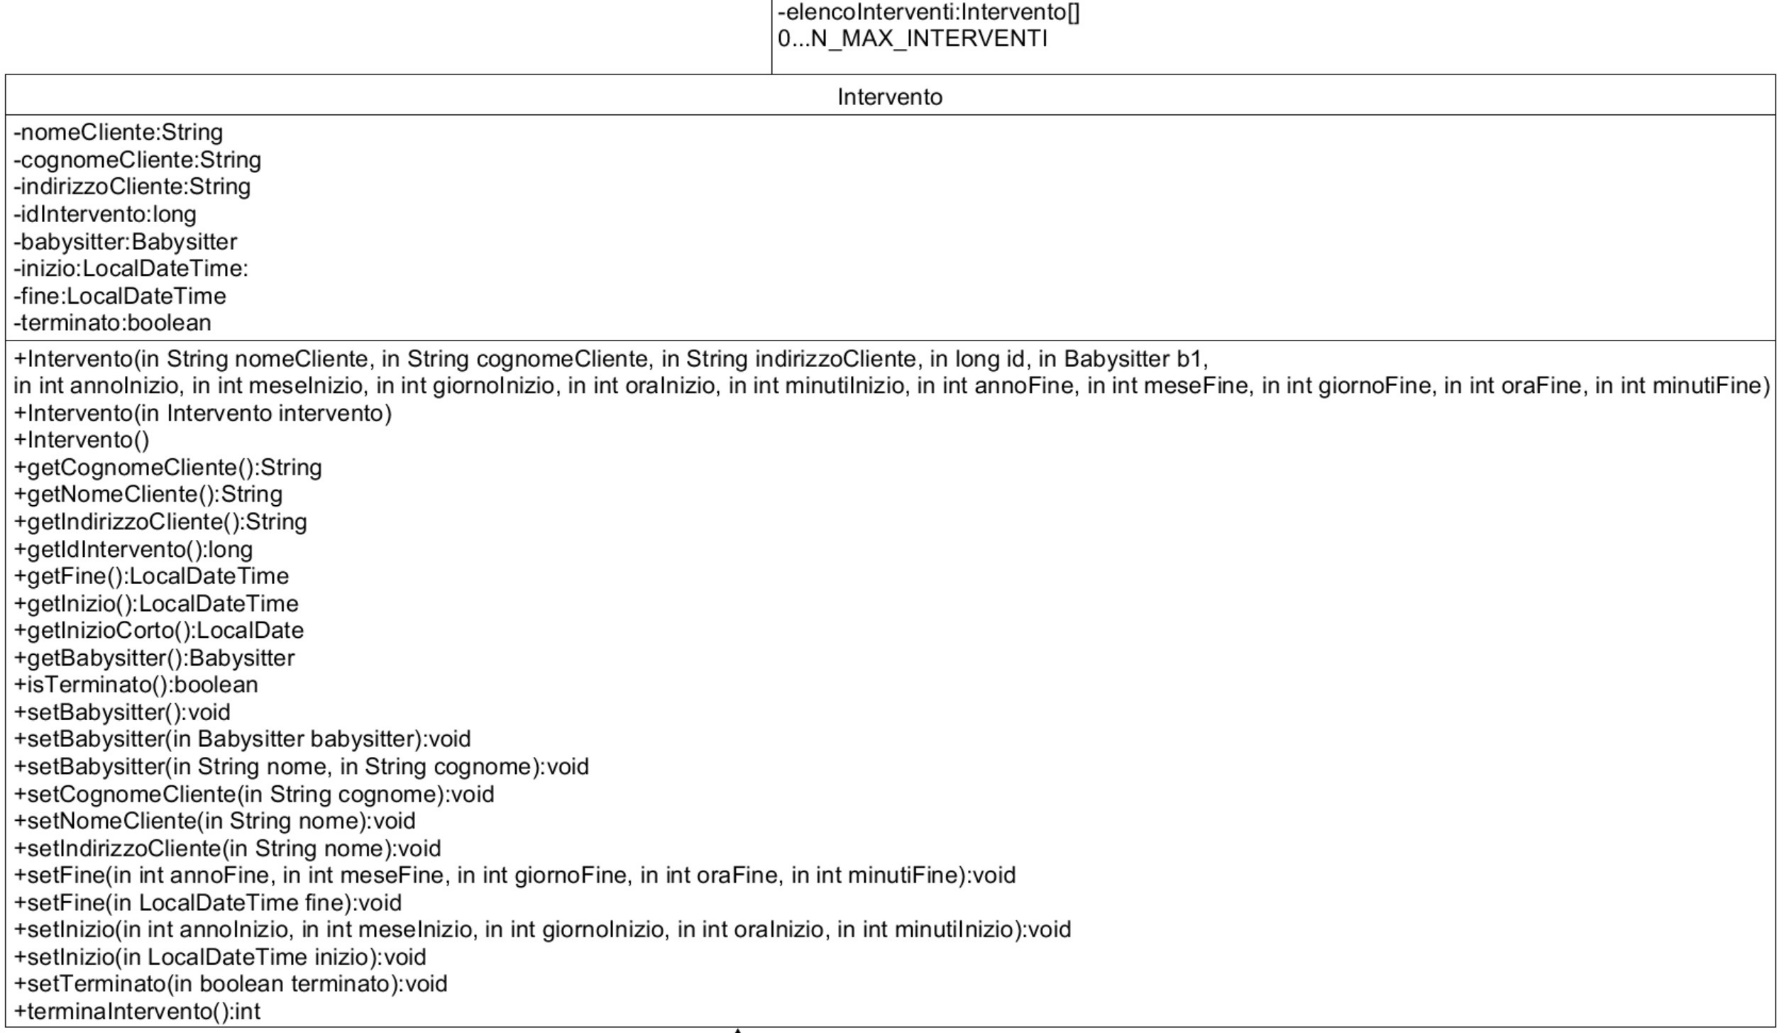 -elencoInterventi:Intervento[]
0...N_MAX_INTERVENTI
Intervento
-nomeCliente:String
-cognomeCliente:String
-indirizzoCliente:String
-idIntervento:long
-babysitter:Babysitter
-inizio:LocalDateTime:
-fine:LocalDateTime
-terminato:boolean
+Intervento(in String nomeCliente, in String cognomeCliente, in String indirizzoCliente, in long id, in Babysitter b1,
in int annoInizio, in int meseInizio, in int giornoInizio, in int oraInizio, in int minutiInizio, in int annoFine, in int meseFine, in int giornoFine, in int oraFine, in int minutiFine)
+Intervento(in Intervento intervento)
+Intervento()
+getCognomeCliente():String
+getNomeCliente():String
+getIndirizzoCliente():String
+getIdIntervento():long
+getFine():LocalDateTime
+getInizio():LocalDateTime
+getInizioCorto():LocalDate
+getBabysitter():Babysitter
+isTerminato():boolean
+setBabysitter():void
+setBabysitter(in Babysitter babysitter):void
+setBabysitter(in String nome, in String cognome):void
+setCognomeCliente(in String cognome):void
+setNomeCliente(in String nome):void
+setIndirizzoCliente(in String nome):void
+setFine(in int annoFine, in int meseFine, in int giornoFine, in int oraFine, in int minutiFine):void
+setFine(in LocalDateTime fine):void
+setInizio(in int annoInizio, in int meseInizio, in int giornoInizio, in int oraInizio, in int minutiInizio):void
+setInizio(in LocalDateTime inizio):void
+setTerminato(in boolean terminato):void
+terminaIntervento():int